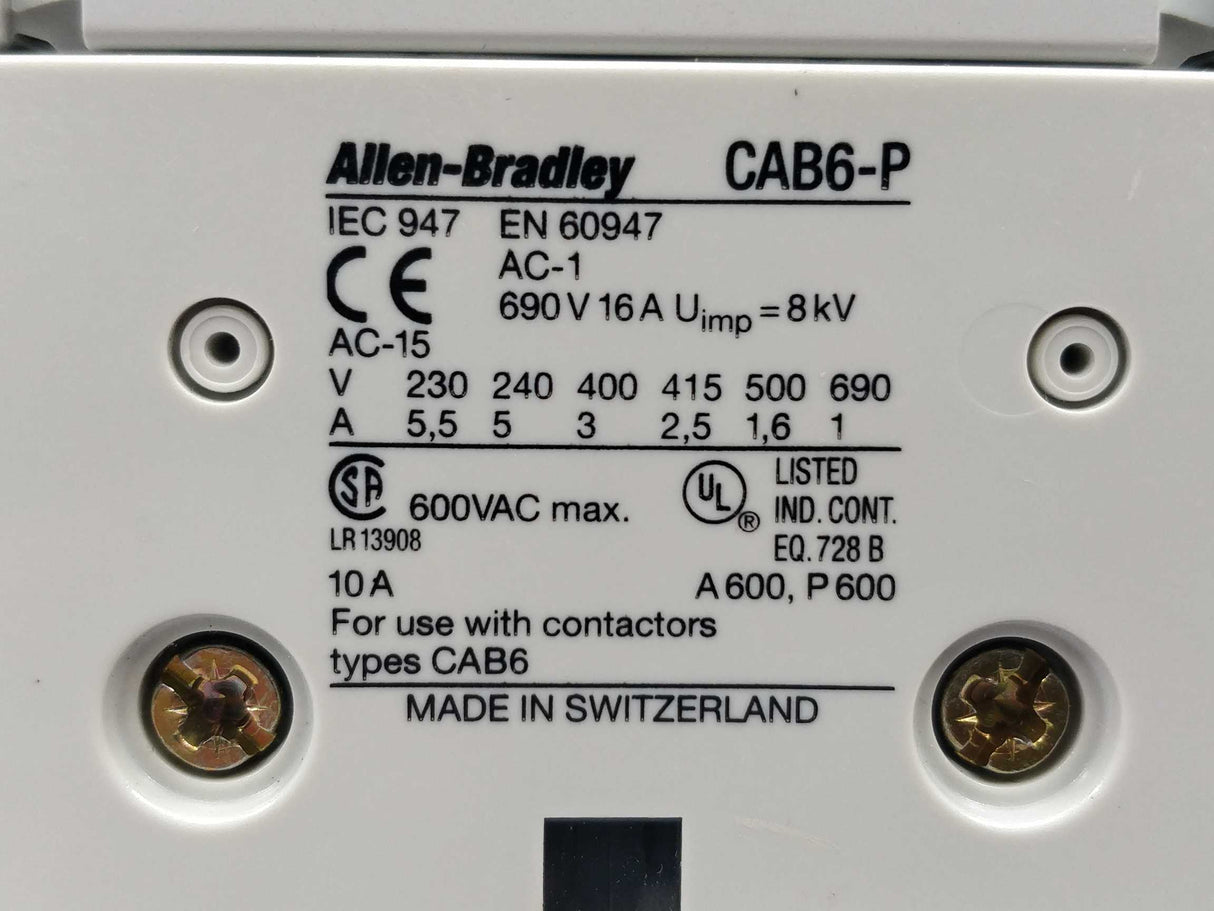 Allen-Bradley CAB6-P
IEC 947 EN 60947
CE AC-1
690 V 16 A Uimp = 8 kV
AC-15
V 230 240 400 415 500 690
A 5,5 5 3 2,5 1,6 1
SA 600VAC max. UL® LISTED
IND. CONT.
LR 13908 EQ. 728 B
10 A A 600, P 600
For use with contactors
types CAB6
MADE IN SWITZERLAND